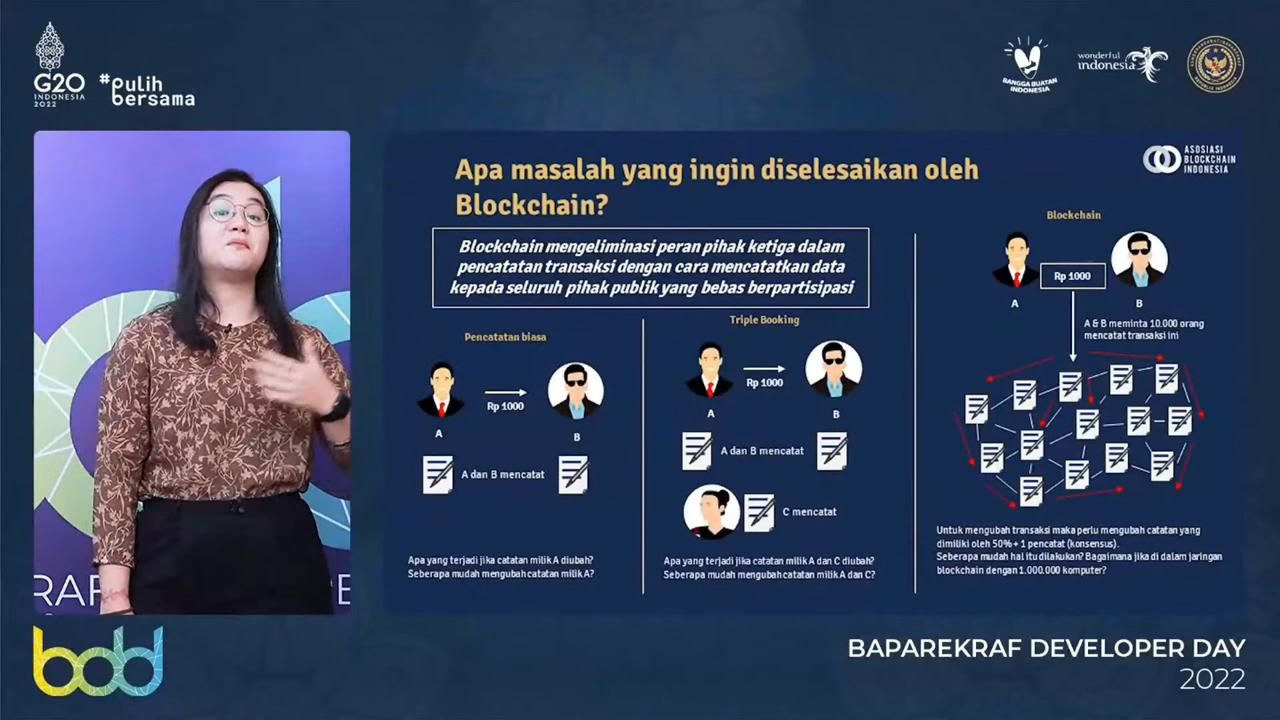 G20
INDONESIA
2022
#pulih
bersama
BANGGA BUATAN
INDONESIA
wonderful
indonesia
ASOSIASI
BLOCKCHAIN
INDONESIA
Apa masalah yang ingin diselesaikan oleh
Blockchain?
Blockchain mengeliminasi peran pihak ketiga dalam
pencatatan transaksi dengan cara mencatatkan data
kepada seluruh pihak publik yang bebas berpartisipasi
Pencatatan biasa
Rp 1000
A
B
A dan B mencatat
Apa yang terjadi jika catatan milik A diubah?
Seberapa mudah mengubah catatan milik A?
Triple Booking
Rp 1000
A
B
A dan B mencatat
C mencatat
Apa yang terjadi jika catatan milik A dan C diubah?
Seberapa mudah mengubah catatan milik A dan C?
Blockchain
Rp 1000
A
B
A & B meminta 10.000 orang
mencatat transaksi ini
Untuk mengubah transaksi maka perlu mengubah catatan yang
dimiliki oleh 50% + 1 pencatat (konsensus).
Seberapa mudah hal itu dilakukan? Bagaimana jika di dalam jaringan
blockchain dengan 1.000.000 komputer?
RAF
E
bdd
BAPAREKRAF DEVELOPER DAY
2022